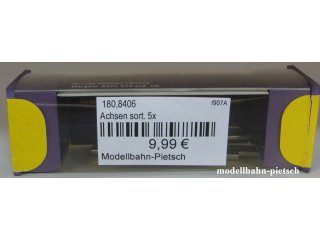 180.8406 /907A
Achsen sort. 5x
9,99 €
Modellbahn-Pietsch
modellbahn-pietsch